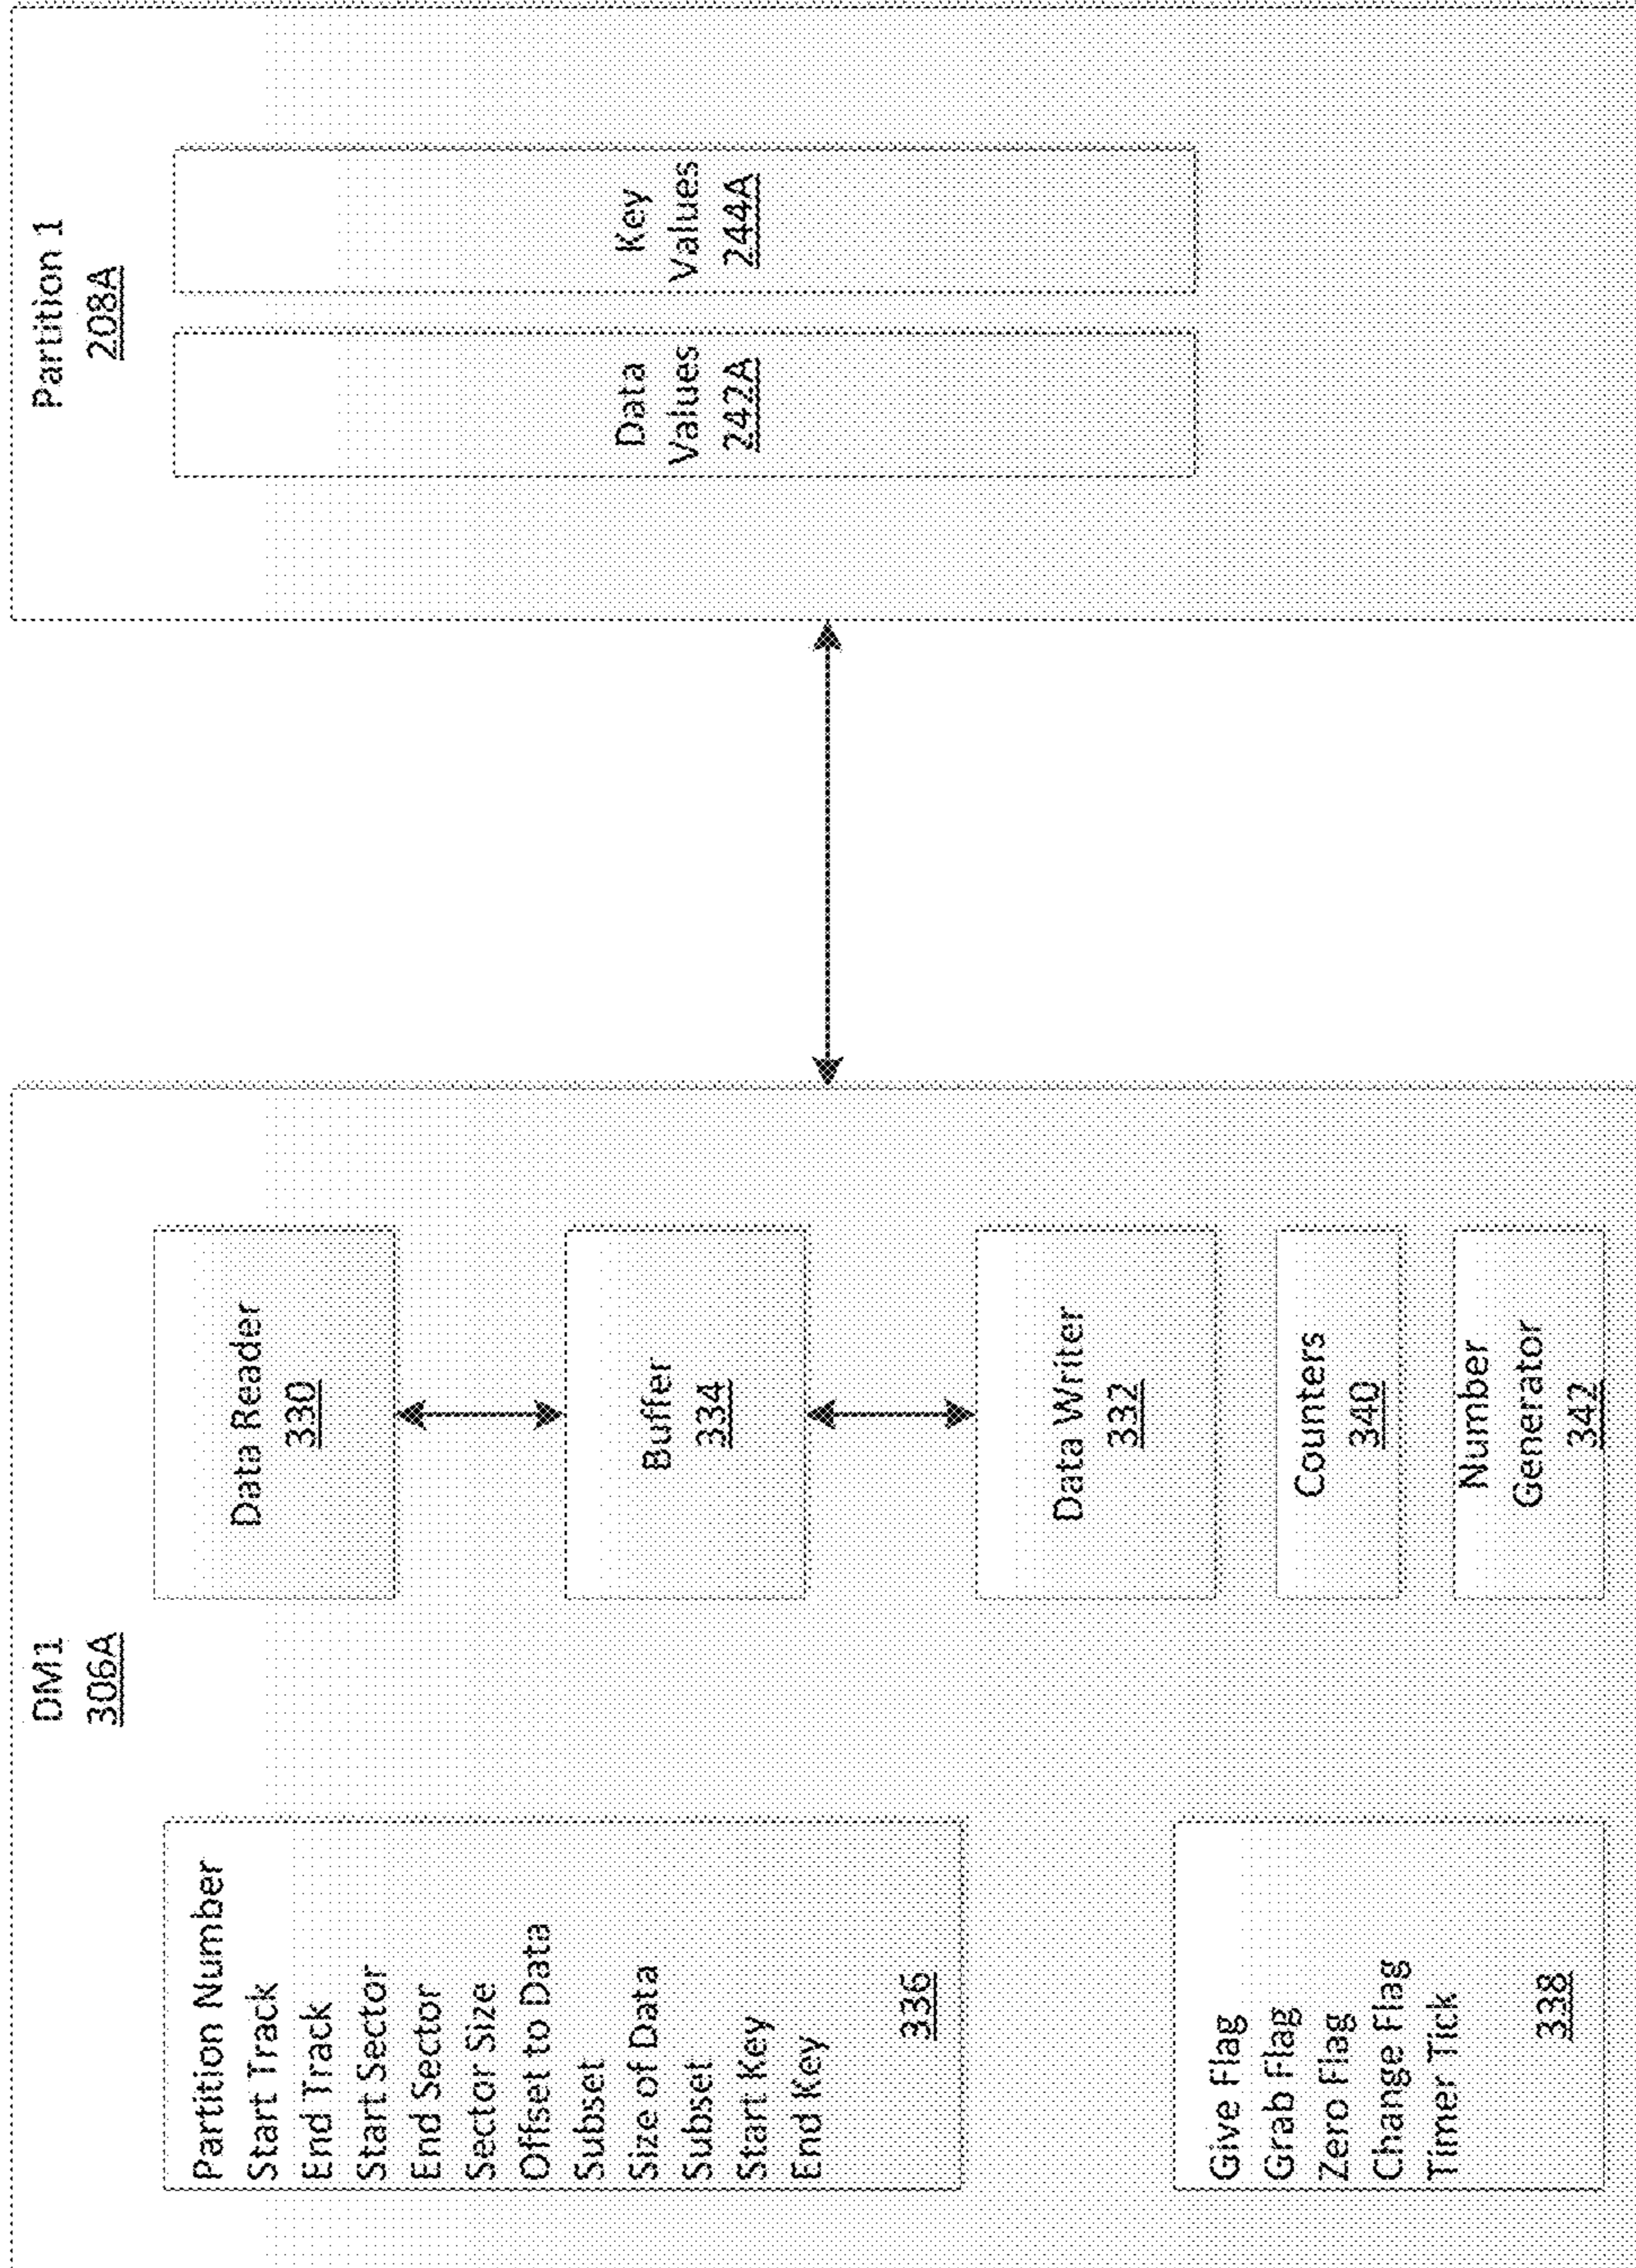 DM1
306A
Partition Number
Start Track
End Track
Start Sector
End Sector
Sector Size
Offset to Data
Subset
Size of Data
Subset
Start Key
End Key
336
Give Flag
Grab Flag
Zero Flag
Change Flag
Timer Tick
338
Data Reader
330
Buffer
334
Data Writer
332
Counters
340
Number
Generator
342
Partition 1
208A
Data
Values
242A
Key
Values
244A